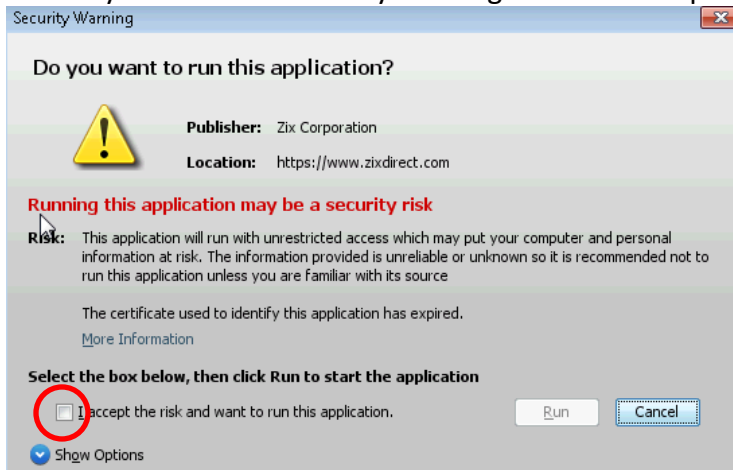 Security Warning
Do you want to run this application?
Publisher: Zix Corporation
Location: https://www.zixdirect.com
Running this application may be a security risk
Risk: This application will run with unrestricted access which may put your computer and personal
information at risk. The information provided is unreliable or unknown so it is recommended not to
run this application unless you are familiar with its source
The certificate used to identify this application has expired.
More Information
Select the box below, then click Run to start the application
I accept the risk and want to run this application.
Run
Cancel
Show Options